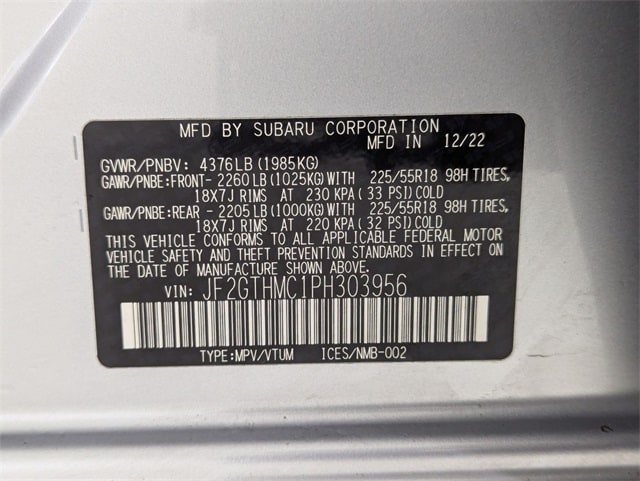 MFD BY SUBARU CORPORATION
MFD IN 12/22
GVWR/PNBV: 4376LB(1985KG)
GAWR/PNBE:FRONT- 2260LB(1025KG)WITH 225/55R18 98H TIRES,
18X7J RIMS AT 230 KPA(33 PSI)COLD
GAWR/PNBE:REAR - 2205LB(1000KG)WITH 225/55R18 98H TIRES,
18X7J RIMS AT 220 KPA(32 PSI)COLD
THIS VEHICLE CONFORMS TO ALL APPLICABLE FEDERAL MOTOR
VEHICLE SAFETY AND THEFT PREVENTION STANDARDS IN EFFECT ON
THE DATE OF MANUFACTURE SHOWN ABOVE.
VIN: JF2GTHMC1PH303956
TYPE:MPV/VTUM 1CES/NMB-002